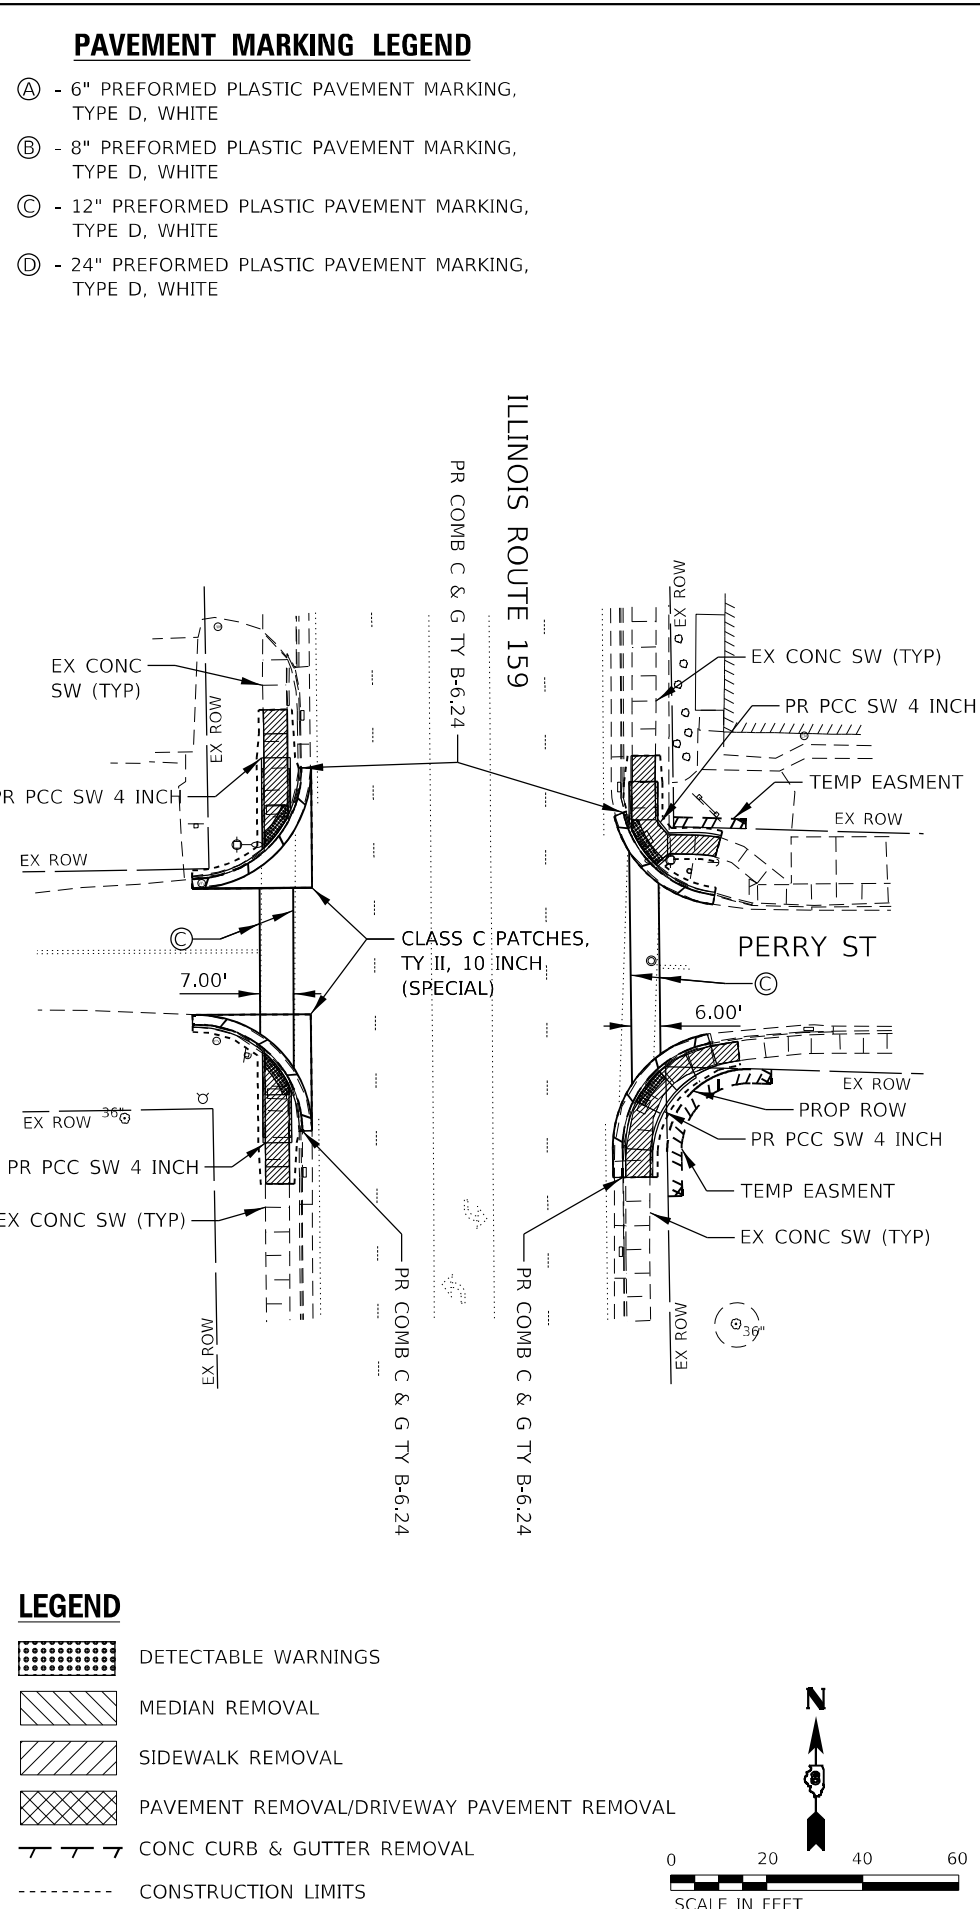 PAVEMENT MARKING LEGEND
A - 6" PREFORMED PLASTIC PAVEMENT MARKING,
TYPE D, WHITE
B - 8" PREFORMED PLASTIC PAVEMENT MARKING,
TYPE D, WHITE
C - 12" PREFORMED PLASTIC PAVEMENT MARKING,
TYPE D, WHITE
D - 24" PREFORMED PLASTIC PAVEMENT MARKING,
TYPE D, WHITE
ILLINOIS ROUTE 159
PR COMB C & G TY B-6.24
EX ROW
EX CONC
SW (TYP)
EX ROW
EX CONC SW (TYP)
PR PCC SW 4 INCH
PR PCC SW 4 INCH
TEMP EASMENT
EX ROW
EX ROW
C
CLASS C PATCHES,
TY II, 10 INCH
(SPECIAL)
PERRY ST
7.00'
C
6.00'
EX ROW
36"
EX ROW
PROP ROW
PR PCC SW 4 INCH
PR PCC SW 4 INCH
TEMP EASMENT
EX CONC SW (TYP)
EX CONC SW (TYP)
PR COMB C & G TY B-6.24
PR COMB C & G TY B-6.24
EX ROW
EX ROW
36"
LEGEND
DETECTABLE WARNINGS
MEDIAN REMOVAL
SIDEWALK REMOVAL
PAVEMENT REMOVAL/DRIVEWAY PAVEMENT REMOVAL
CONC CURB & GUTTER REMOVAL
CONSTRUCTION LIMITS
N
0 20 40 60
SCALE IN FEET